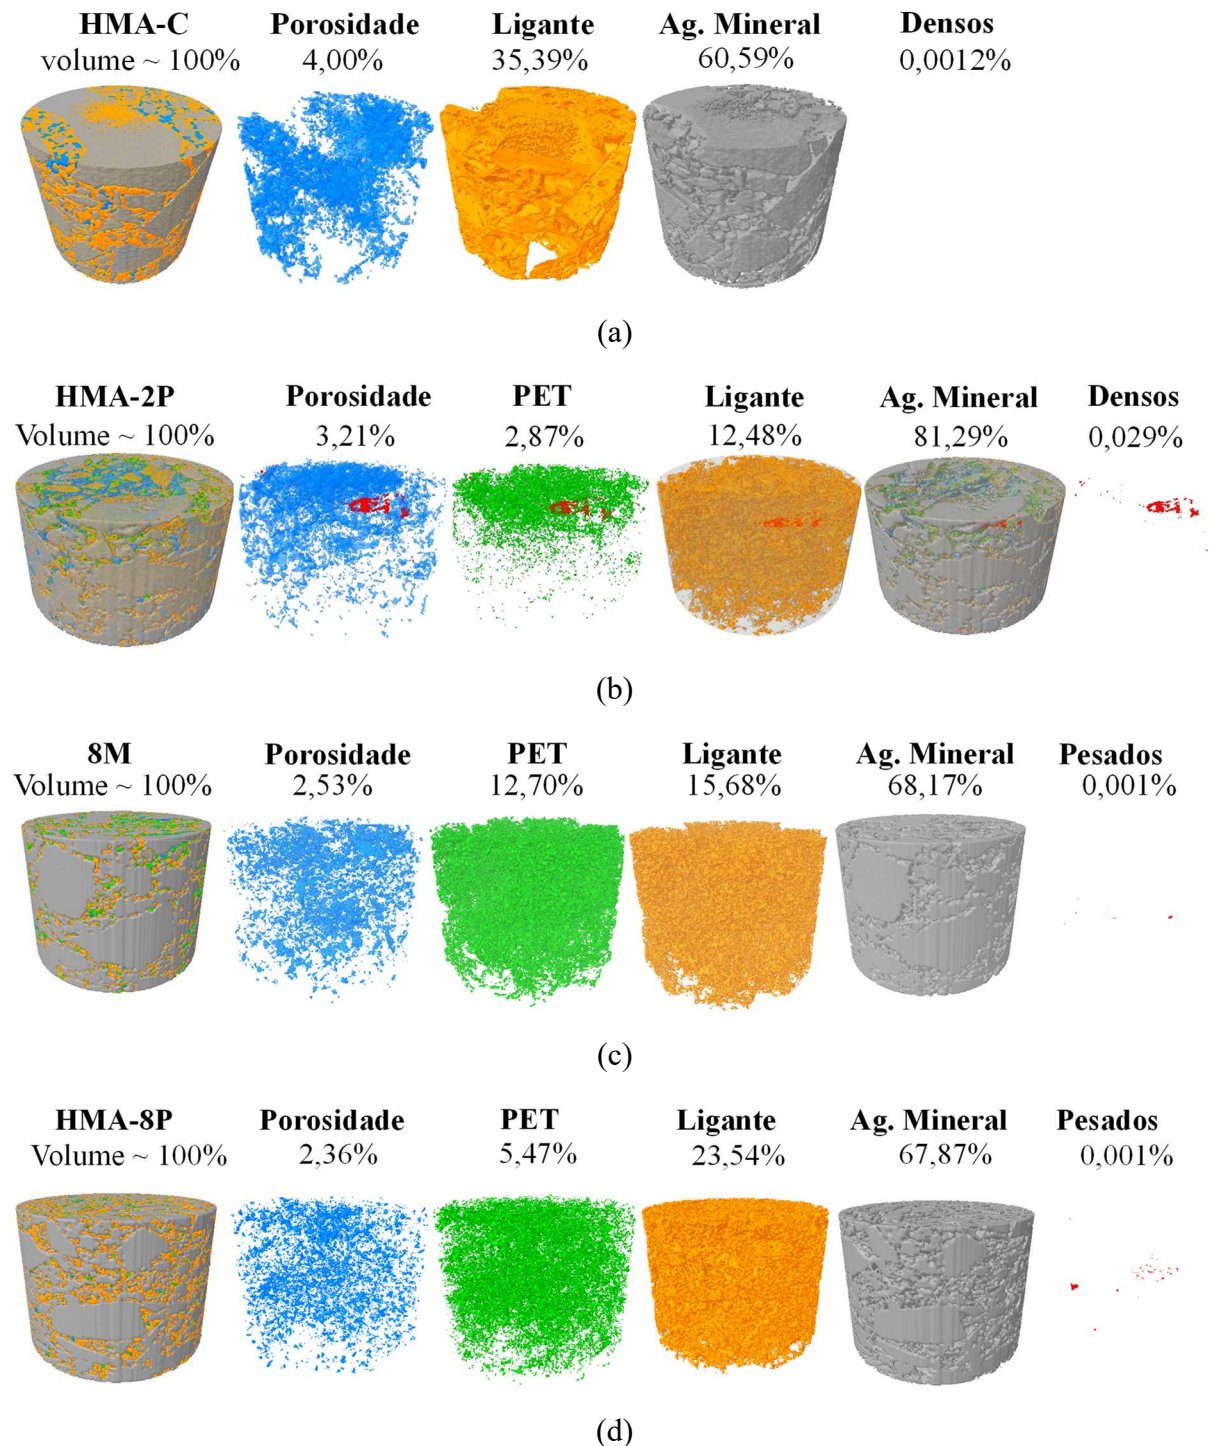 HMA-C Porosidade Ligante Ag. Mineral Densos
volume ~ 100% 4,00% 35,39% 60,59% 0,0012%
(a)
HMA-2P Porosidade PET Ligante Ag. Mineral Densos
Volume ~ 100% 3,21% 2,87% 12,48% 81,29% 0,029%
(b)
8M Porosidade PET Ligante Ag. Mineral Pesados
Volume ~ 100% 2,53% 12,70% 15,68% 68,17% 0,001%
(c)
HMA-8P Porosidade PET Ligante Ag. Mineral Pesados
Volume ~ 100% 2,36% 5,47% 23,54% 67,87% 0,001%
(d)